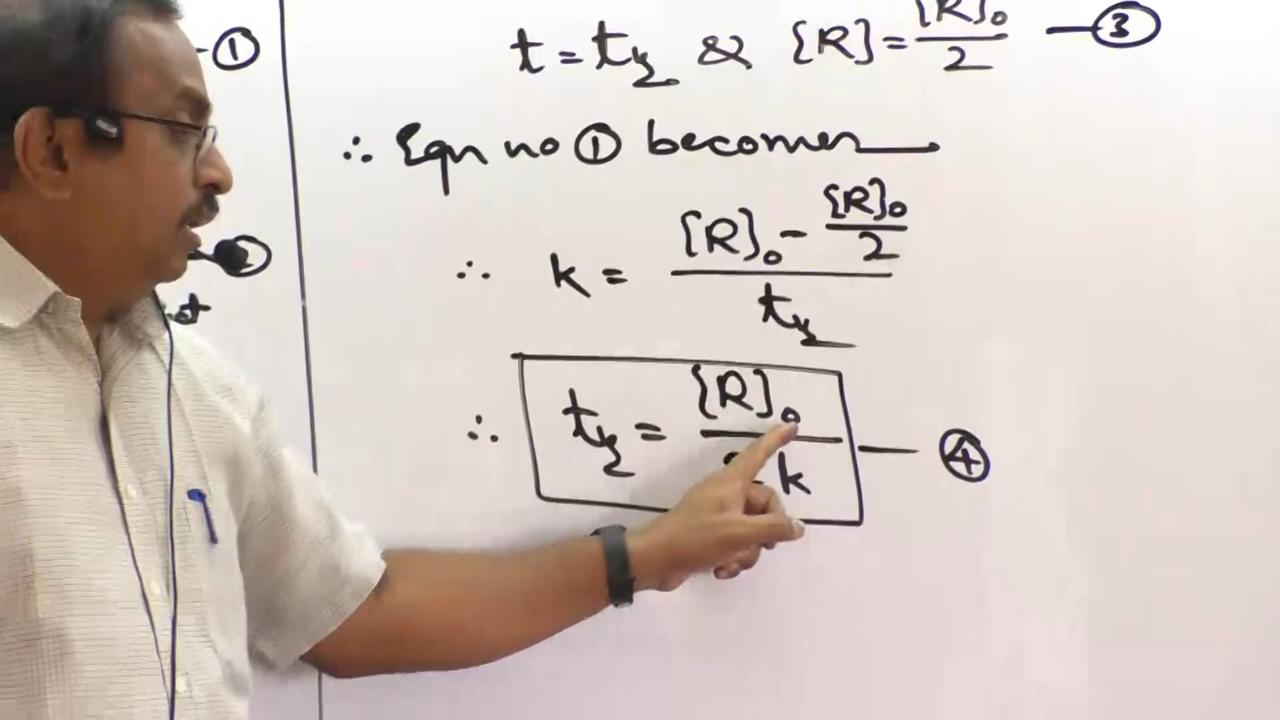 ①
t = t½ & [R] = [R]₀/2 —③
∴ Eqn no ① becomes—
②
∴ k = ([R]₀ - [R]₀/2) / t½
∴ t½ = [R]₀ / 2k —④